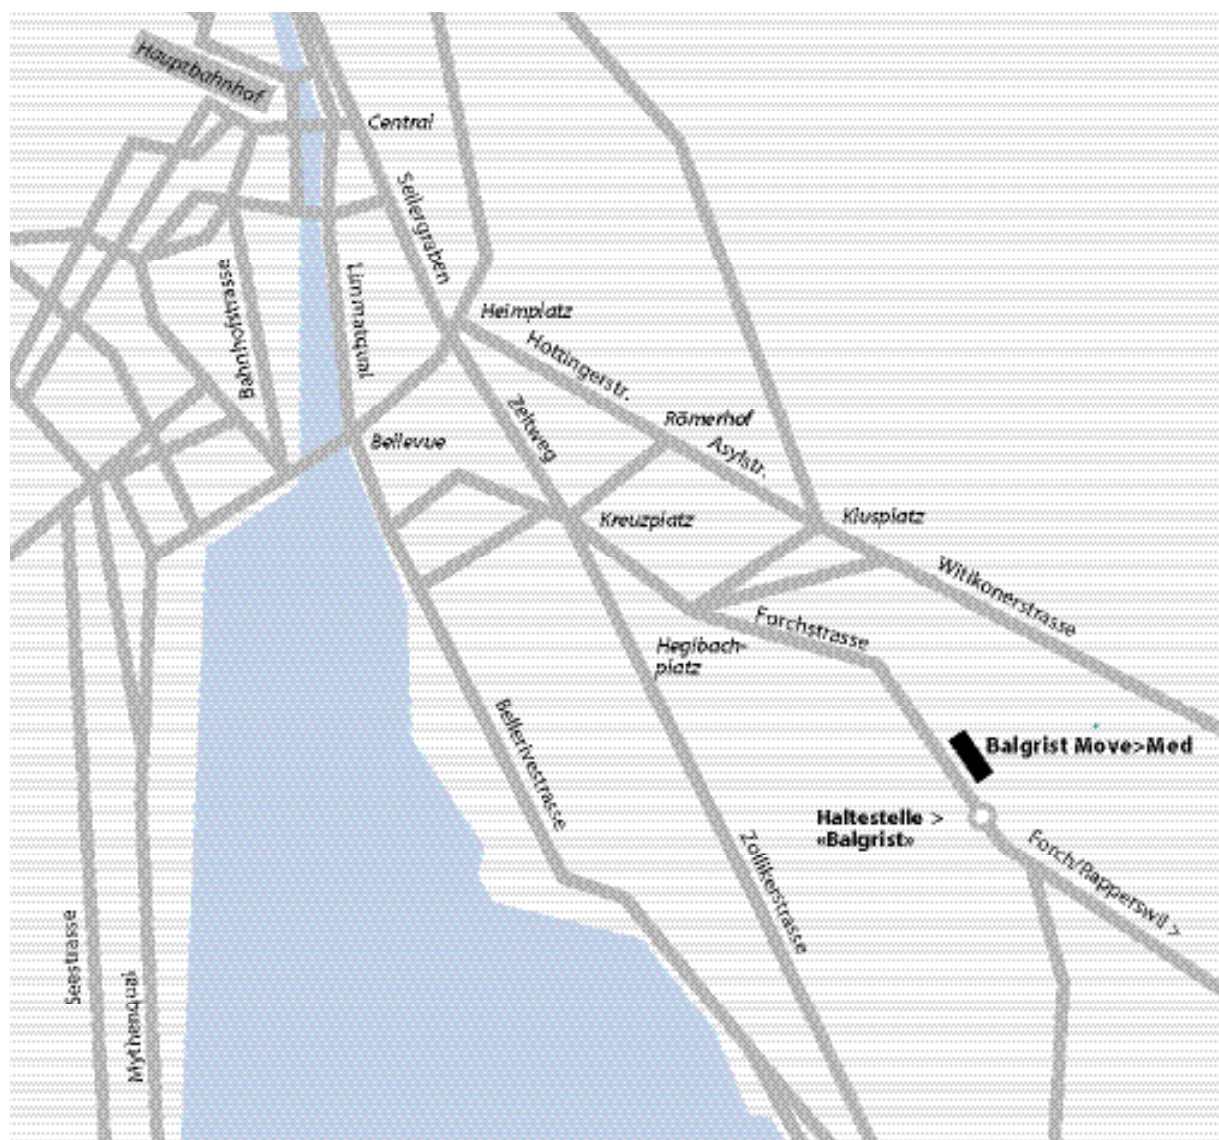 Hauptbahnhof
Central
Seilergraben
Bahnhofstrasse
Limmatquai
Heimplatz
Hottingerstr.
Zeltweg
Römerhof
Asylstr.
Bellevue
Kreuzplatz
Klusplatz
Witikonerstrasse
Forchstrasse
Hegibach-
platz
Bellerivestrasse
Balgrist Move>Med
Haltestelle >
«Balgrist»
Zollikerstrasse
Forch/Rapperswil >
Seestrasse
Mythenquai